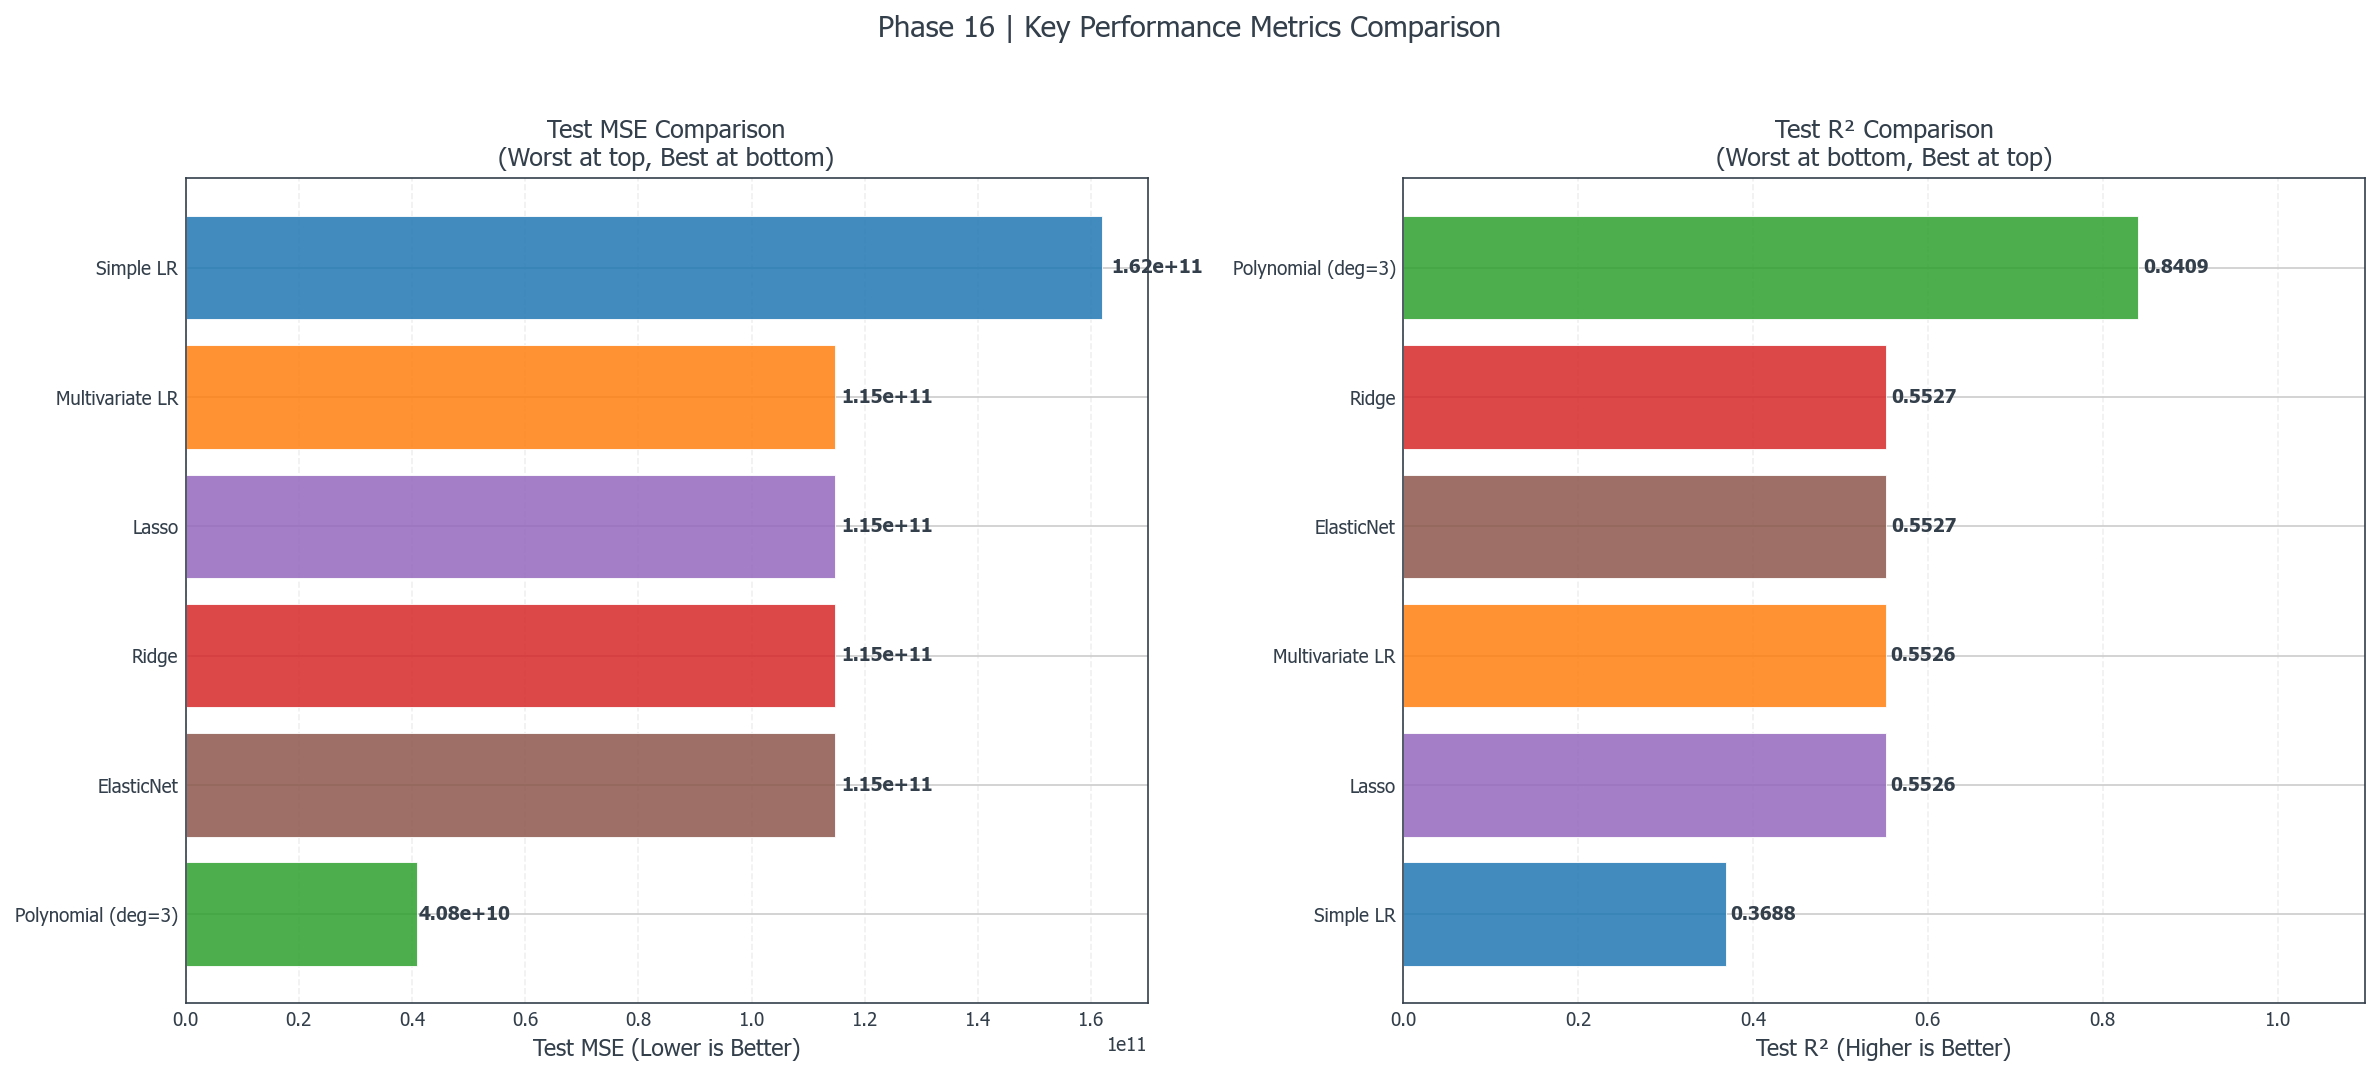 Phase 16 | Key Performance Metrics Comparison
Test MSE Comparison
(Worst at top, Best at bottom)
Simple LR
1.62e+11
Multivariate LR
1.15e+11
Lasso
1.15e+11
Ridge
1.15e+11
ElasticNet
1.15e+11
Polynomial (deg=3)
4.08e+10
0.0 0.2 0.4 0.6 0.8 1.0 1.2 1.4 1.6
1e11
Test MSE (Lower is Better)
Test R² Comparison
(Worst at bottom, Best at top)
Polynomial (deg=3)
0.8409
Ridge
0.5527
ElasticNet
0.5527
Multivariate LR
0.5526
Lasso
0.5526
Simple LR
0.3688
0.0 0.2 0.4 0.6 0.8 1.0
Test R² (Higher is Better)